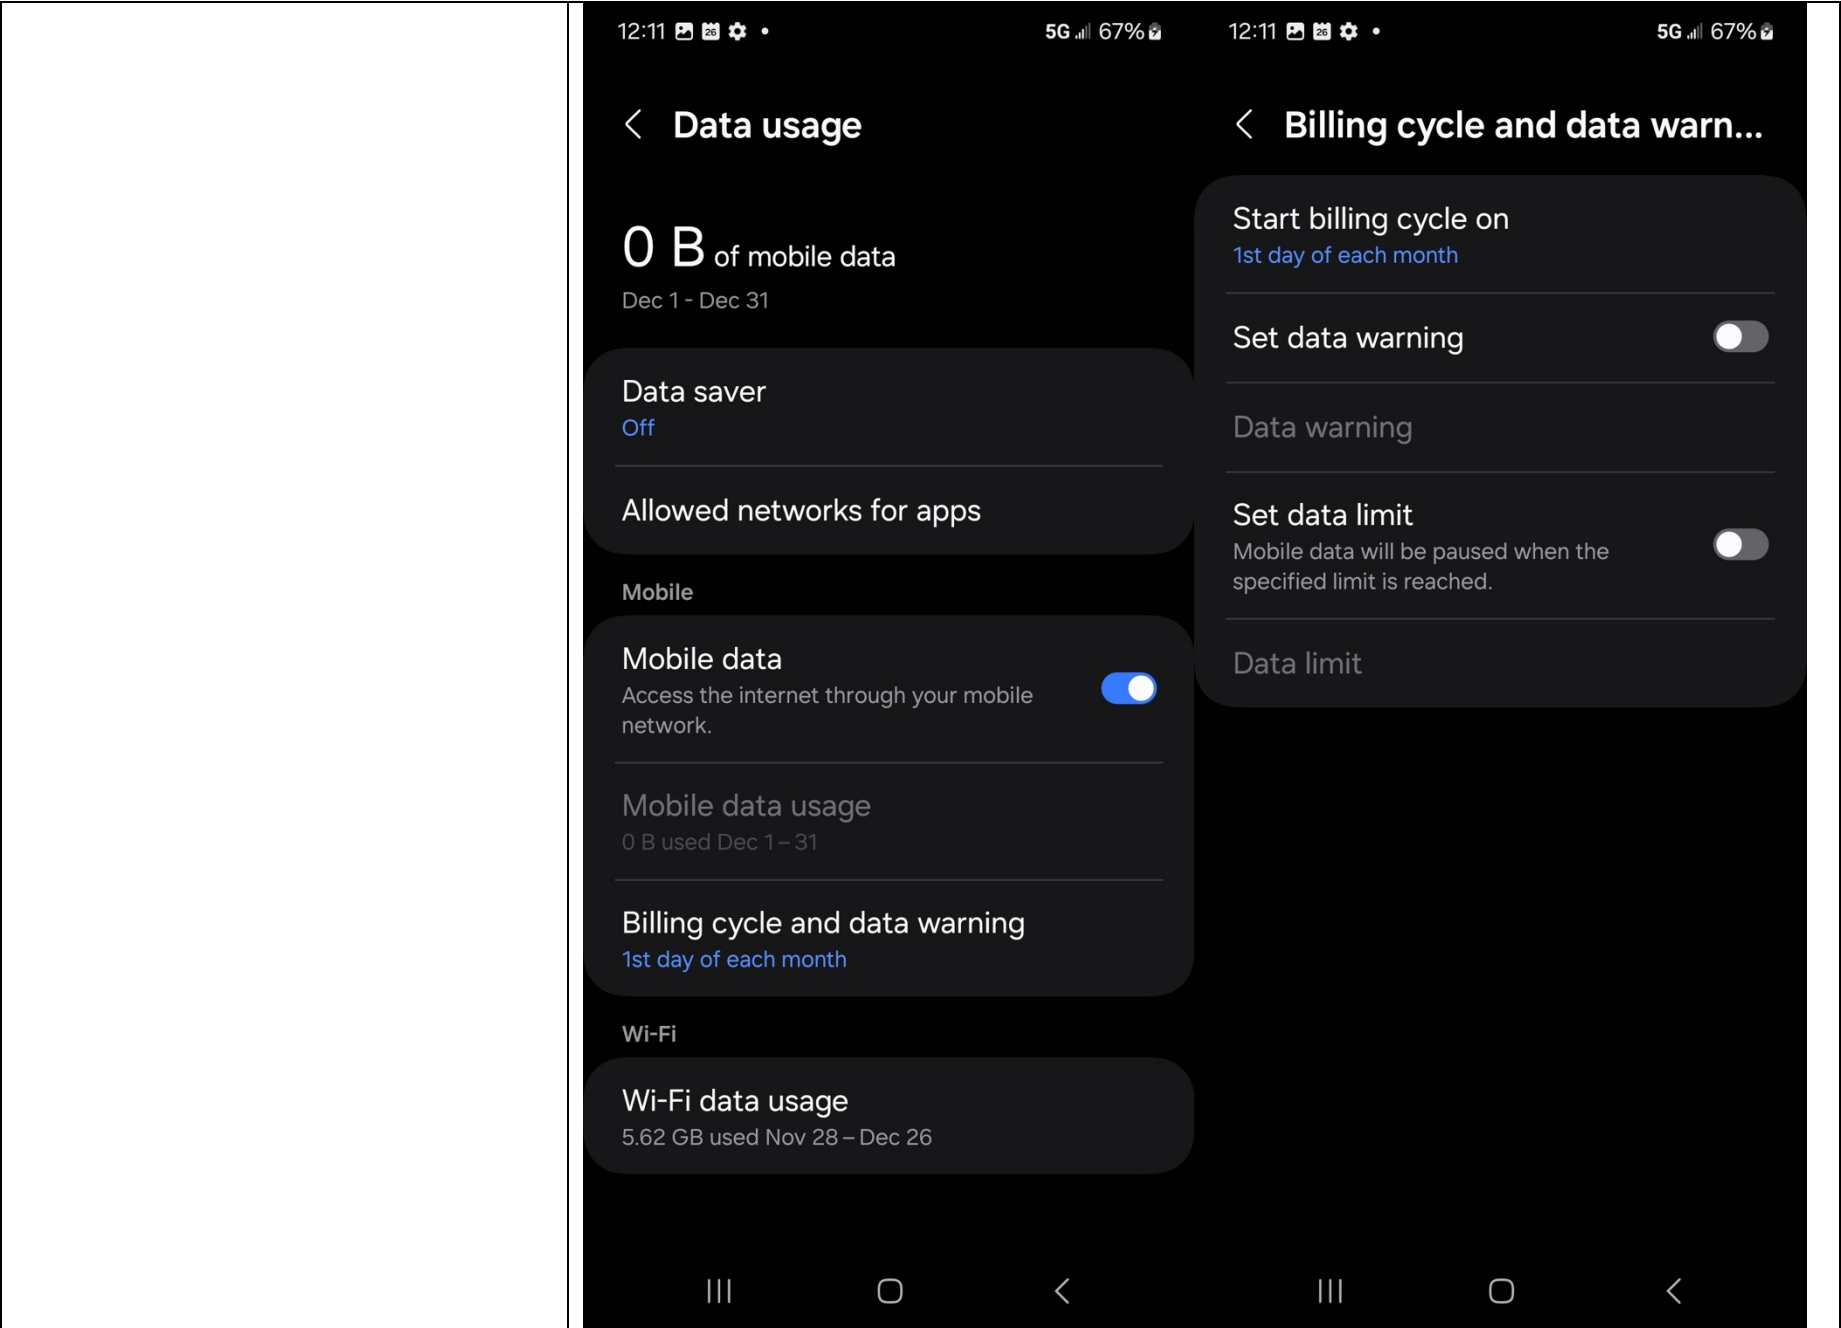 12:11 26 5G 67%
Data usage
0 B of mobile data
Dec 1 - Dec 31
Data saver
Off
Allowed networks for apps
Mobile
Mobile data
Access the internet through your mobile
network.
Mobile data usage
0 B used Dec 1 – 31
Billing cycle and data warning
1st day of each month
Wi-Fi
Wi-Fi data usage
5.62 GB used Nov 28 – Dec 26
12:11 26 5G 67%
Billing cycle and data warn...
Start billing cycle on
1st day of each month
Set data warning
Data warning
Set data limit
Mobile data will be paused when the
specified limit is reached.
Data limit